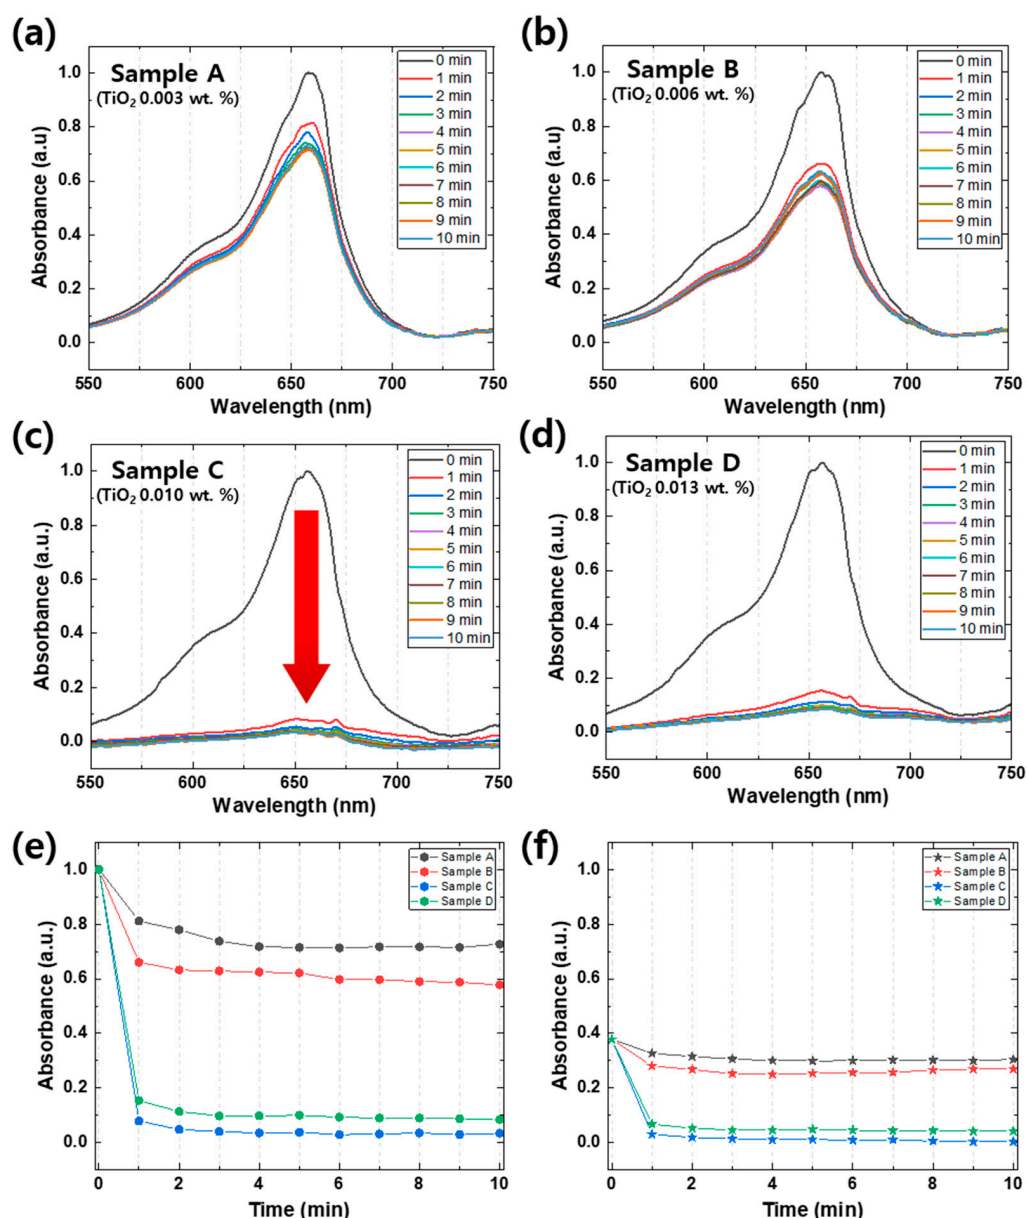 (a)
Sample A
(TiO2 0.003 wt. %)
0 min
1 min
2 min
3 min
4 min
5 min
6 min
7 min
8 min
9 min
10 min
Absorbance (a.u)
1.0
0.8
0.6
0.4
0.2
0.0
550 600 650 700 750
Wavelength (nm)
(b)
Sample B
(TiO2 0.006 wt. %)
0 min
1 min
2 min
3 min
4 min
5 min
6 min
7 min
8 min
9 min
10 min
Absorbance (a.u)
1.0
0.8
0.6
0.4
0.2
0.0
550 600 650 700 750
Wavelength (nm)
(c)
Sample C
(TiO2 0.010 wt. %)
0 min
1 min
2 min
3 min
4 min
5 min
6 min
7 min
8 min
9 min
10 min
Absorbance (a.u.)
1.0
0.8
0.6
0.4
0.2
0.0
550 600 650 700 750
Wavelength (nm)
(d)
Sample D
(TiO2 0.013 wt. %)
0 min
1 min
2 min
3 min
4 min
5 min
6 min
7 min
8 min
9 min
10 min
Absorbance (a.u.)
1.0
0.8
0.6
0.4
0.2
0.0
550 600 650 700 750
Wavelength (nm)
(e)
Sample A
Sample B
Sample C
Sample D
Absorbance (a.u.)
1.0
0.8
0.6
0.4
0.2
0.0
0 2 4 6 8 10
Time (min)
(f)
Sample A
Sample B
Sample C
Sample D
Absorbance (a.u.)
1.0
0.8
0.6
0.4
0.2
0.0
0 2 4 6 8 10
Time (min)